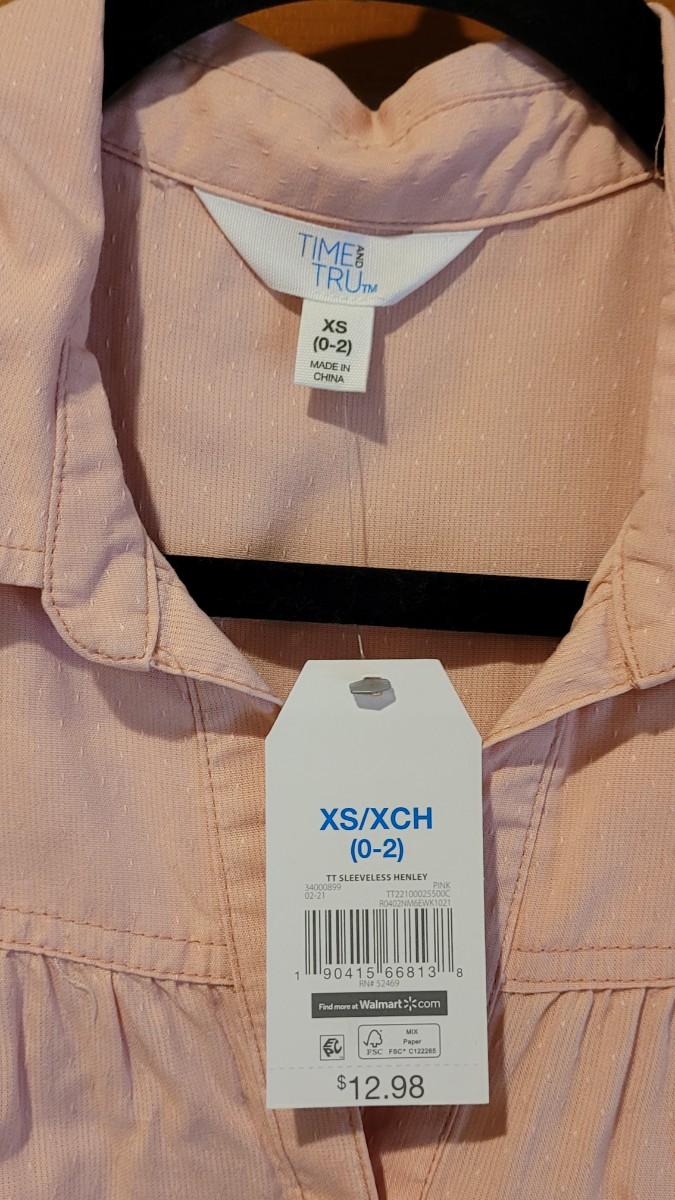 TIME AND
TRU™
XS
(0-2)
MADE IN
CHINA
XS/XCH
(0-2)
TT SLEEVELESS HENLEY
34000899 PINK
02-21 TT22100025500C
R0402NM6EWK1021
1 90415 66813 8
RN# 52469
Find more at Walmart.com
EPC
FSC
MIX
Paper
FSC® C122265
$12.98